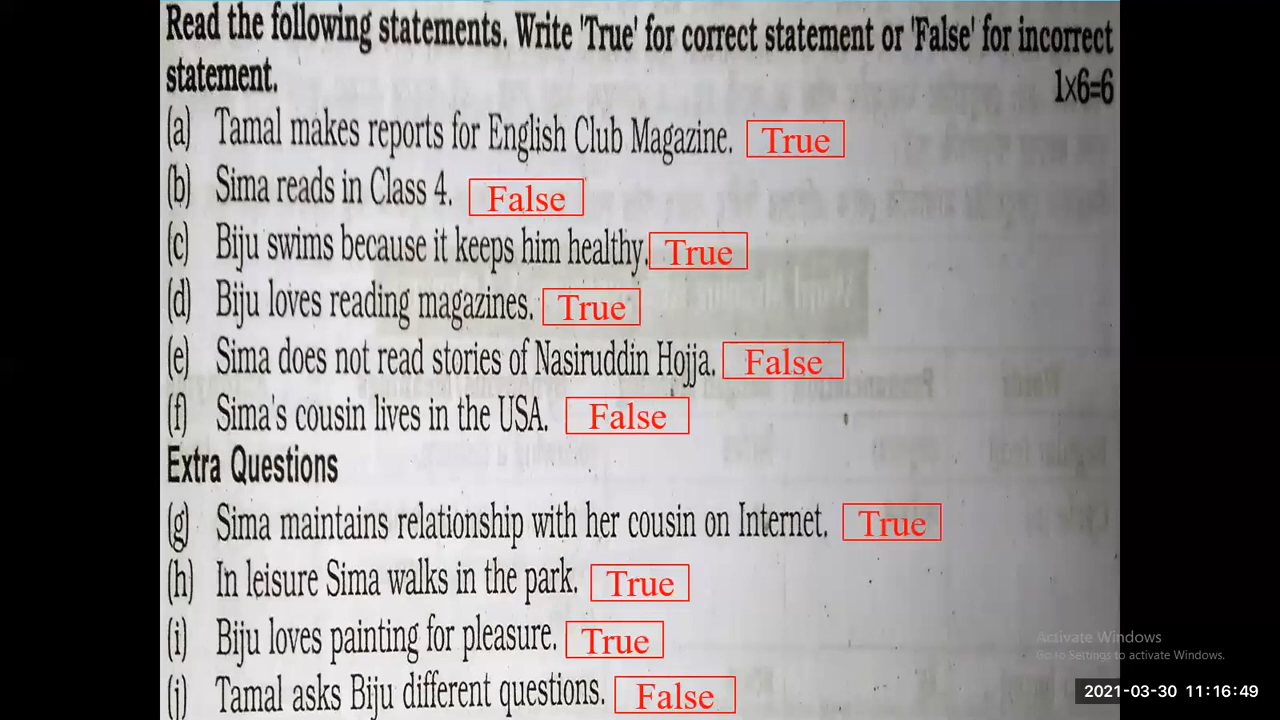 Read the following statements. Write 'True' for correct statement or 'False' for incorrect
statement. 1×6=6
(a) Tamal makes reports for English Club Magazine. True
(b) Sima reads in Class 4. False
(c) Biju swims because it keeps him healthy. True
(d) Biju loves reading magazines. True
(e) Sima does not read stories of Nasiruddin Hojja. False
(f) Sima's cousin lives in the USA. False
Extra Questions
(g) Sima maintains relationship with her cousin on Internet. True
(h) In leisure Sima walks in the park. True
(i) Biju loves painting for pleasure. True
(j) Tamal asks Biju different questions. False
Activate Windows
Go to Settings to activate Windows.
2021-03-30 11:16:49